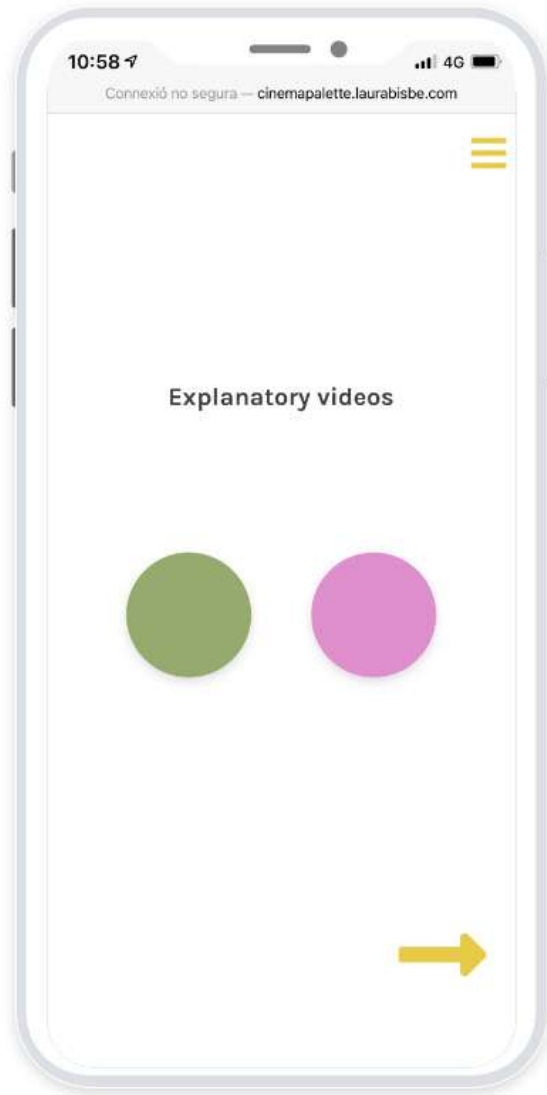 10:58
4G
Connexió no segura — cinemapalette.laurabisbe.com
Explanatory videos